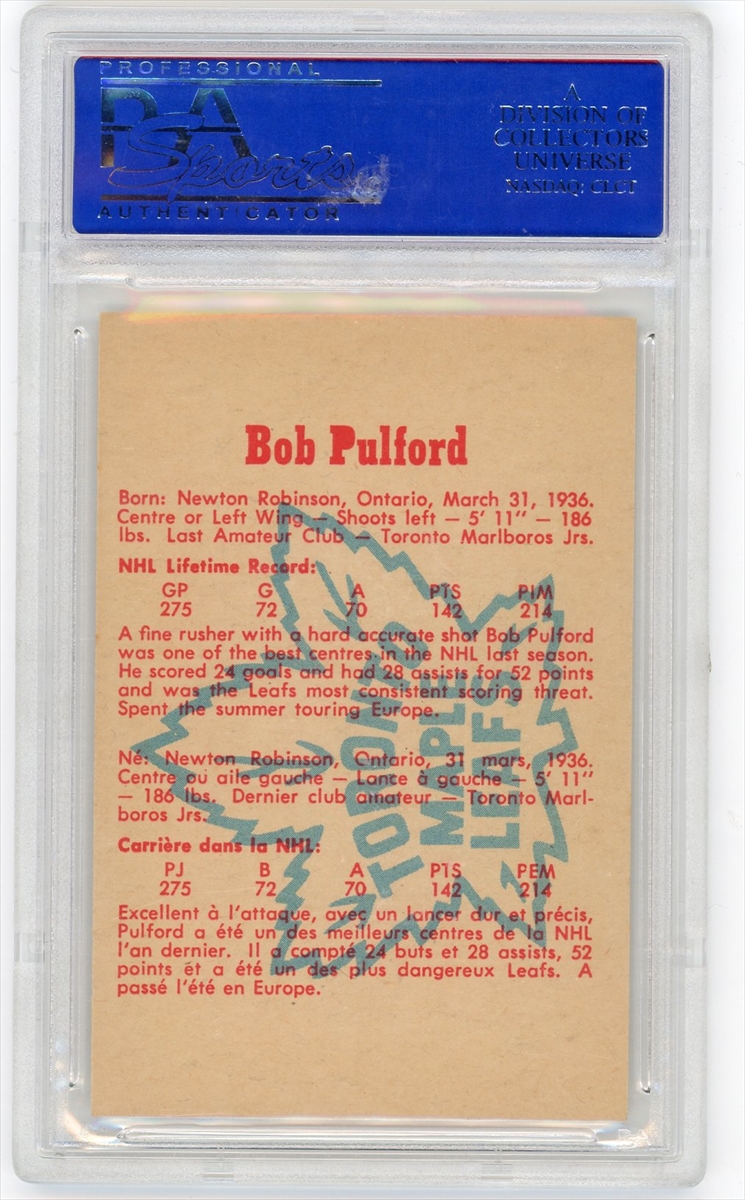 PROFESSIONAL
PSA
Sports
AUTHENTICATOR
A
DIVISION OF
COLLECTORS
UNIVERSE
NASDAQ: CLCT
Bob Pulford
Born: Newton Robinson, Ontario, March 31, 1936.
Centre or Left Wing — Shoots left — 5' 11" — 186
lbs. Last Amateur Club — Toronto Marlboros Jrs.
NHL Lifetime Record:
GP G A PTS PIM
275 72 70 142 214
A fine rusher with a hard accurate shot Bob Pulford
was one of the best centres in the NHL last season.
He scored 24 goals and had 28 assists for 52 points
and was the Leafs most consistent scoring threat.
Spent the summer touring Europe.
Né: Newton Robinson, Ontario, 31 mars, 1936.
Centre ou aile gauche — Lance à gauche — 5' 11"
— 186 lbs. Dernier club amateur — Toronto Marl-
boros Jrs.
Carrière dans la NHL:
PJ B A PTS PEM
275 72 70 142 214
Excellent à l'attaque, avec un lancer dur et précis,
Pulford a été un des meilleurs centres de la NHL
l'an dernier. Il a compté 24 buts et 28 assists, 52
points et a été un des plus dangereux Leafs. A
passé l'été en Europe.
TORONTO
MAPLE
LEAFS